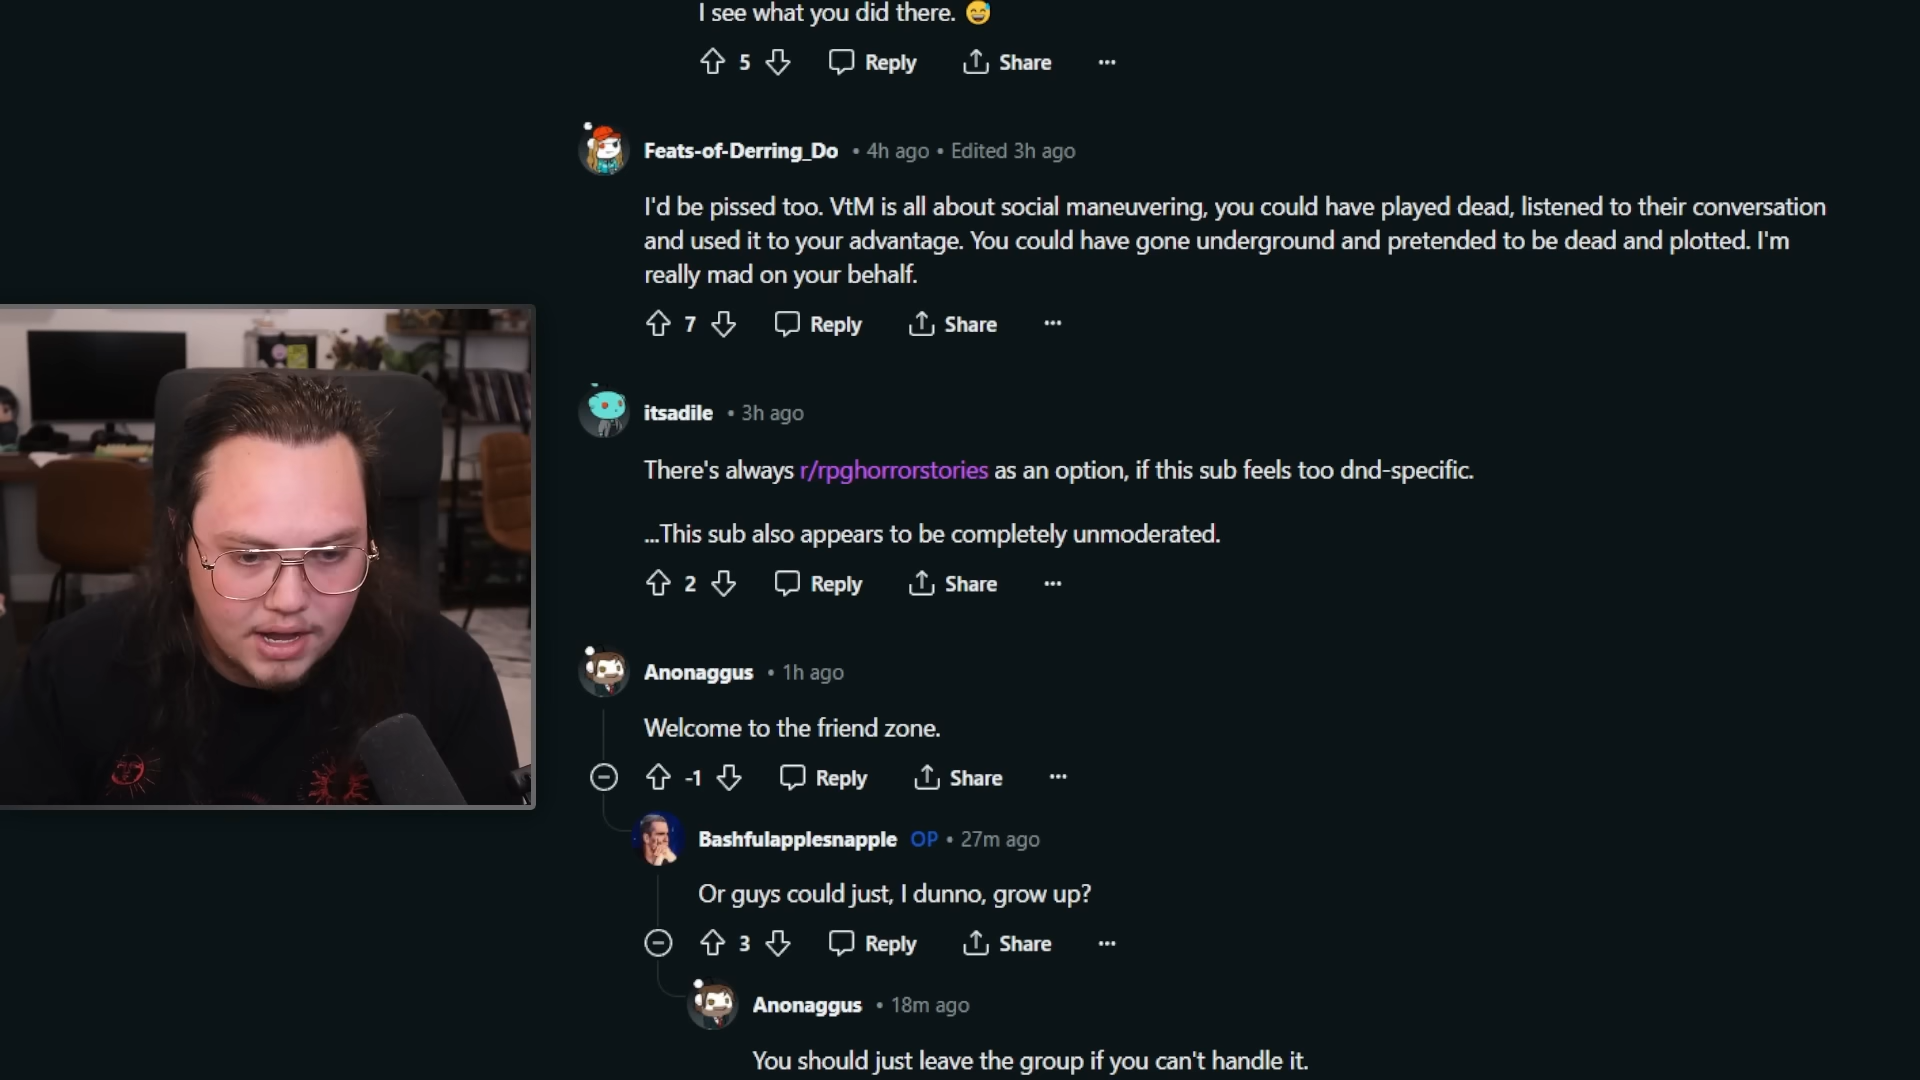 I see what you did there. 😅
5 Reply Share ...
Feats-of-Derring_Do • 4h ago • Edited 3h ago
I'd be pissed too. VtM is all about social maneuvering, you could have played dead, listened to their conversation
and used it to your advantage. You could have gone underground and pretended to be dead and plotted. I'm
really mad on your behalf.
7 Reply Share ...
itsadile • 3h ago
There's always r/rpghorrorstories as an option, if this sub feels too dnd-specific.
...This sub also appears to be completely unmoderated.
2 Reply Share ...
Anonaggus • 1h ago
Welcome to the friend zone.
-1 Reply Share ...
Bashfulapplesnapple OP • 27m ago
Or guys could just, I dunno, grow up?
3 Reply Share ...
Anonaggus • 18m ago
You should just leave the group if you can't handle it.